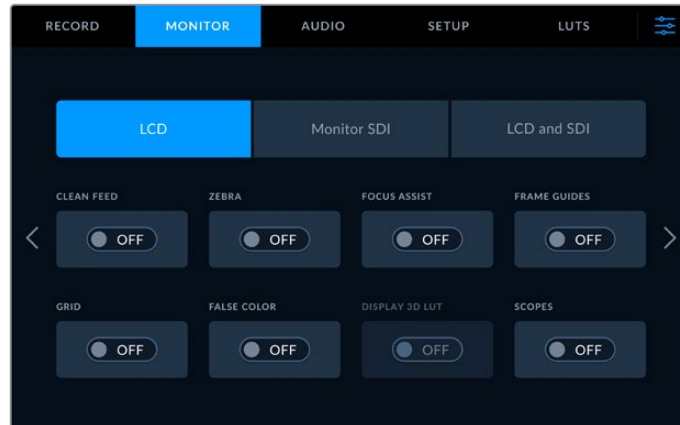 RECORD MONITOR AUDIO SETUP LUTS
LCD Monitor SDI LCD and SDI
CLEAN FEED ZEBRA FOCUS ASSIST FRAME GUIDES
OFF OFF OFF OFF
GRID FALSE COLOR DISPLAY 3D LUT SCOPES
OFF OFF OFF OFF